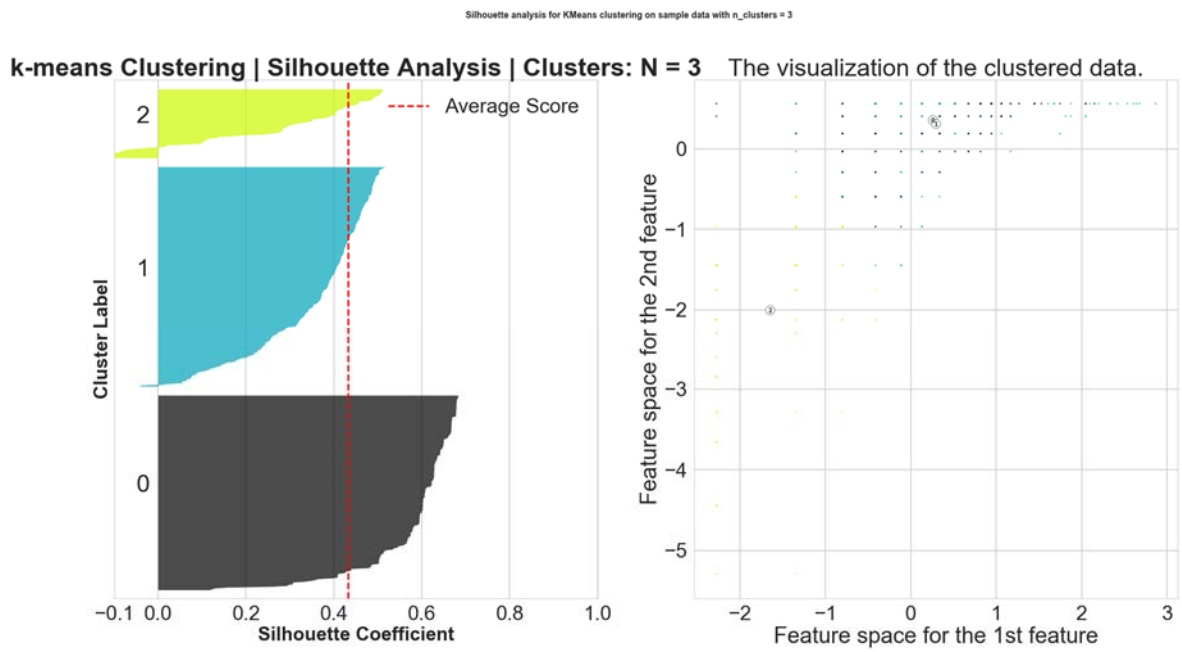 Silhouette analysis for KMeans clustering on sample data with n_clusters = 3
k-means Clustering | Silhouette Analysis | Clusters: N = 3
The visualization of the clustered data.
Average Score
2
1
0
Cluster Label
−0.1 0.0 0.2 0.4 0.6 0.8 1.0
Silhouette Coefficient
0
−1
−2
−3
−4
−5
Feature space for the 2nd feature
1
2
−2 −1 0 1 2 3
Feature space for the 1st feature